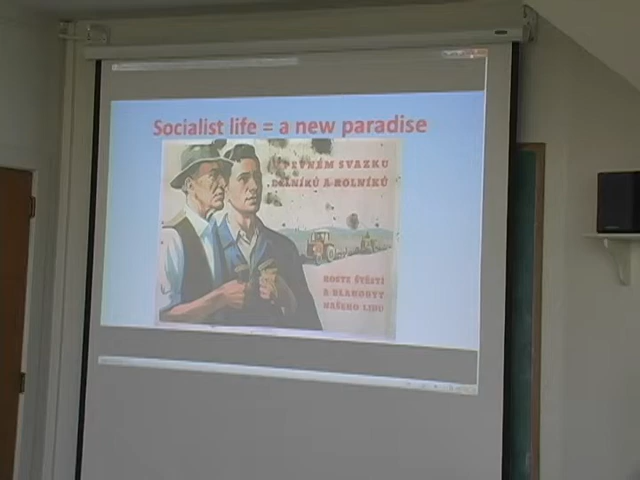 Socialist life = a new paradise
PEVNÉM SVAZKU
DĚLNÍKŮ A ROLNÍKŮ
ROSTE ŠTĚSTÍ
A BLAHOBYT
NAŠEHO LIDU